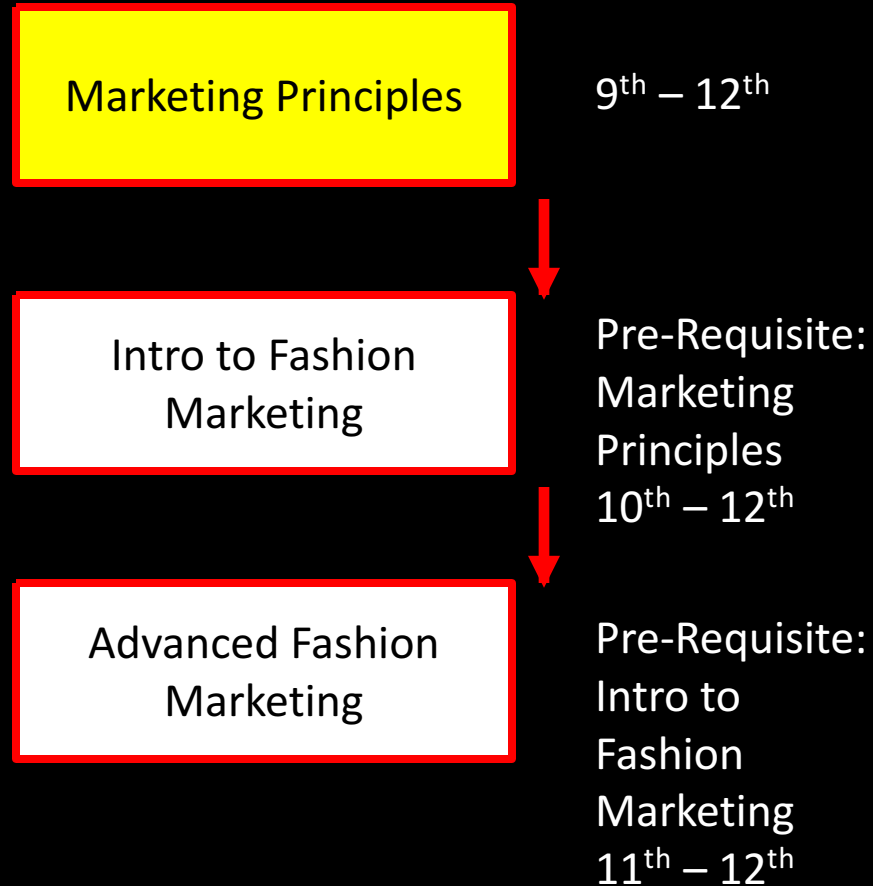 Marketing Principles
9th – 12th
Intro to Fashion
Marketing
Pre-Requisite:
Marketing
Principles
10th – 12th
Advanced Fashion
Marketing
Pre-Requisite:
Intro to
Fashion
Marketing
11th – 12th